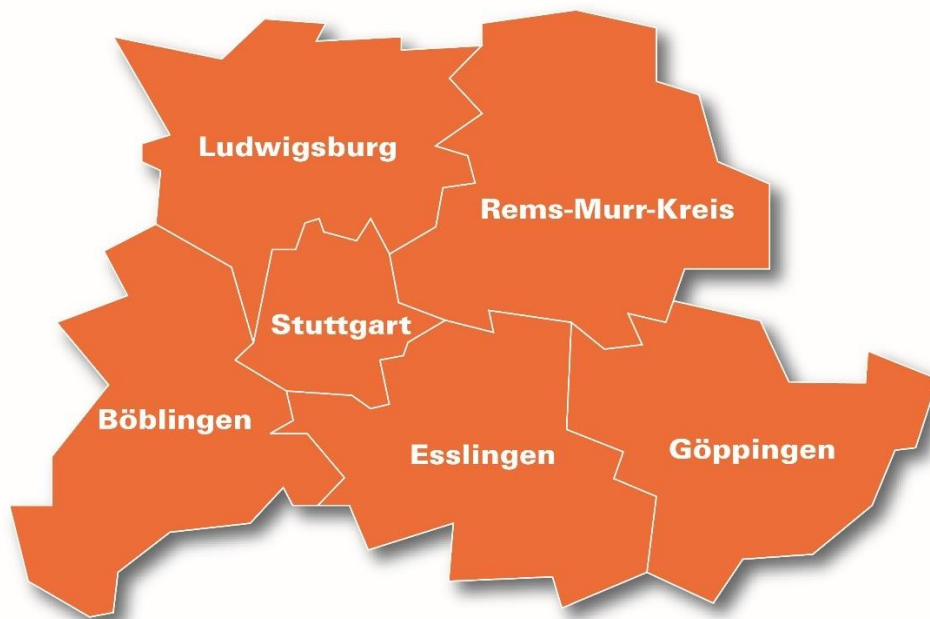 Ludwigsburg
Rems-Murr-Kreis
Stuttgart
Böblingen
Esslingen
Göppingen